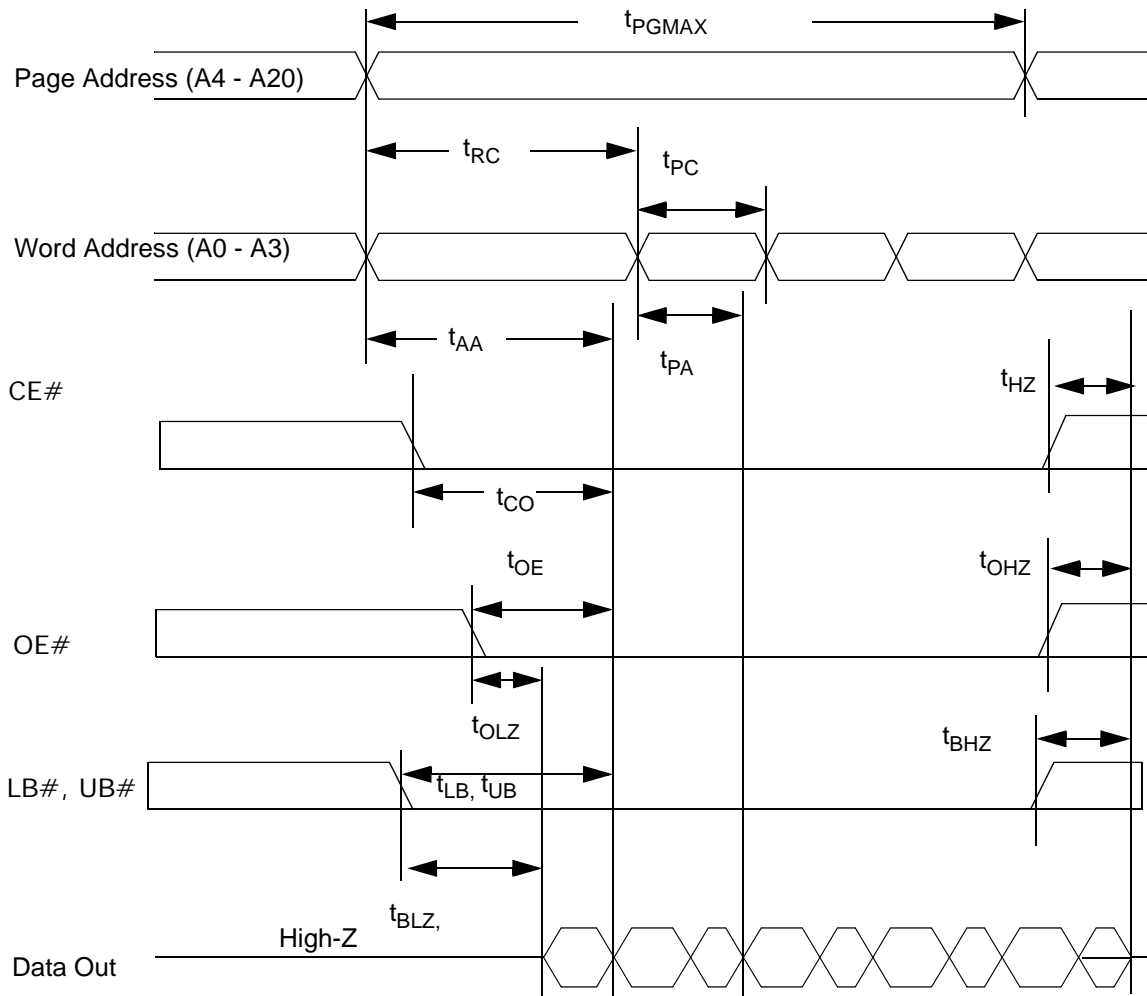 tPGMAX
Page Address (A4 - A20)
tRC
tPC
Word Address (A0 - A3)
tAA
tPA
tHZ
CE#
tCO
tOE
tOHZ
OE#
tOLZ
tBHZ
LB#, UB#
tLB, tUB
tBLZ,
High-Z
Data Out